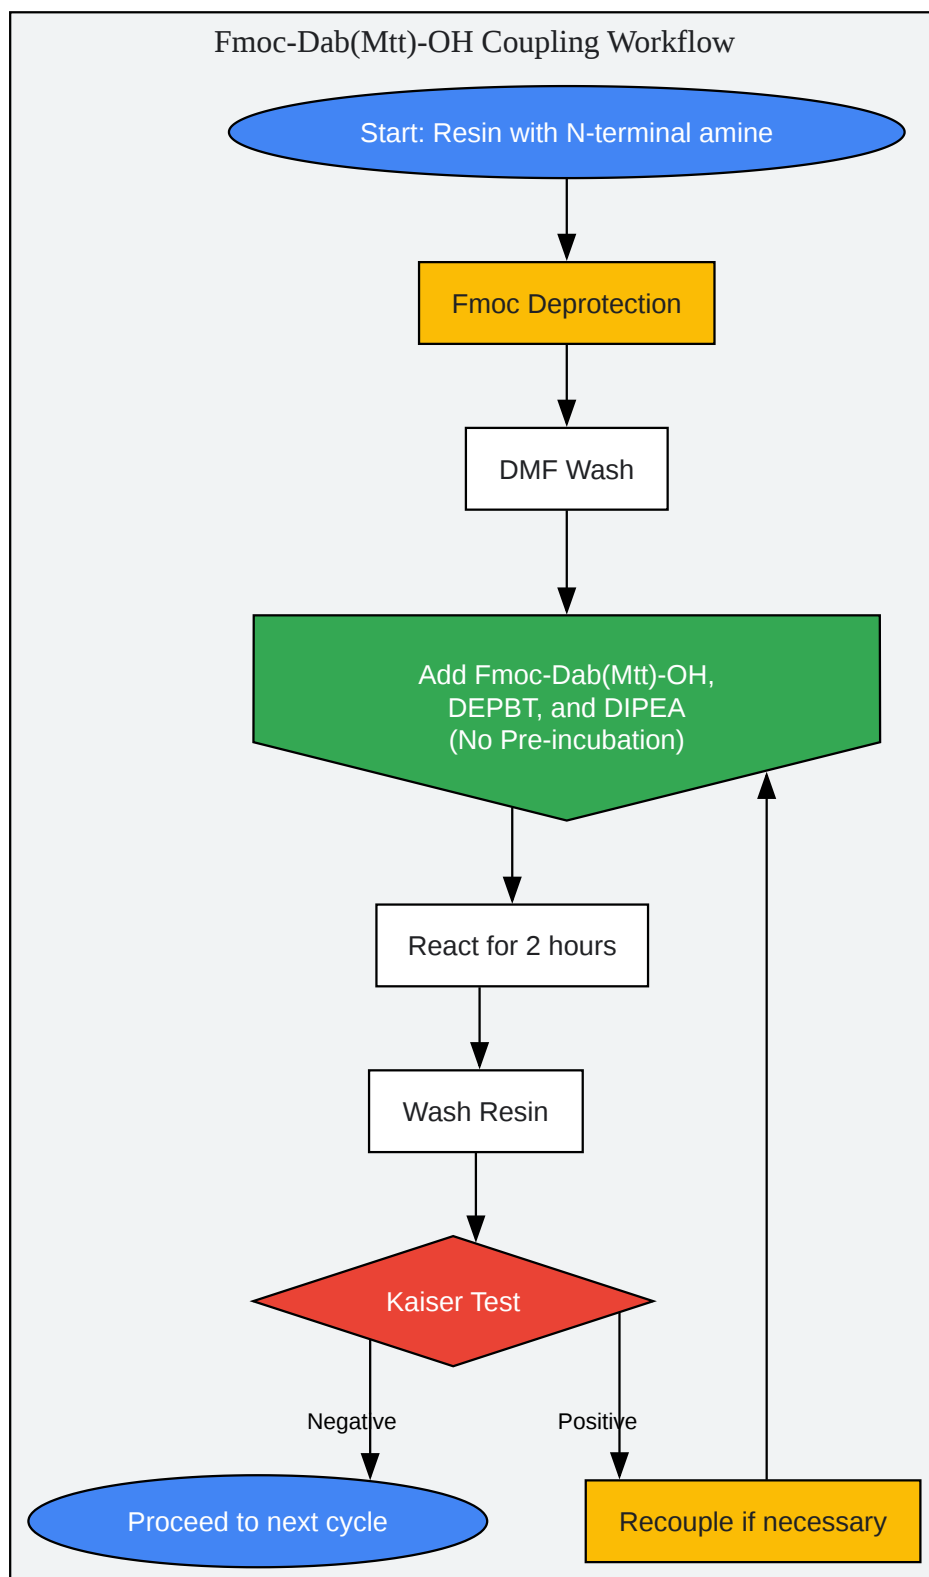 Fmoc-Dab(Mtt)-OH Coupling Workflow
Start: Resin with N-terminal amine
Fmoc Deprotection
DMF Wash
Add Fmoc-Dab(Mtt)-OH,
DEPBT, and DIPEA
(No Pre-incubation)
React for 2 hours
Wash Resin
Kaiser Test
Negative
Positive
Proceed to next cycle
Recouple if necessary